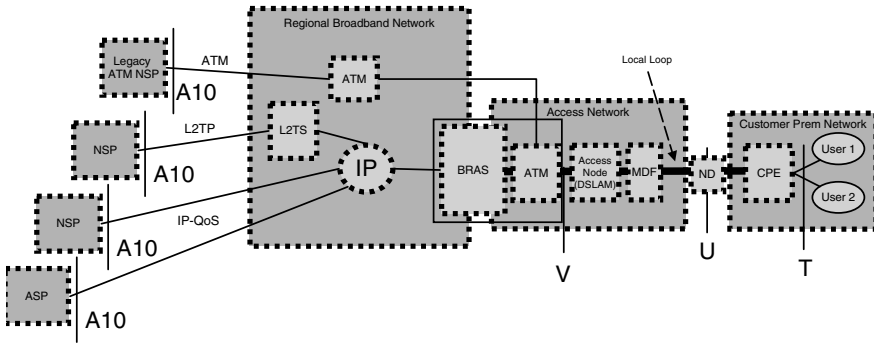 Regional Broadband Network
Legacy
ATM NSP
ATM
A10
ATM
Local Loop
NSP
L2TP
A10
L2TS
IP
Access Network
BRAS
ATM
Access
Node
(DSLAM)
MDF
ND
Customer Prem Network
CPE
User 1
User 2
NSP
IP-QoS
A10
ASP
A10
V
U
T